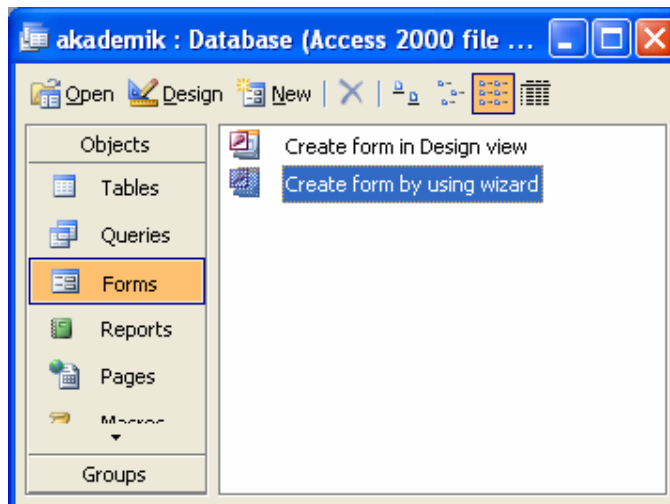 akademik : Database (Access 2000 file ...
Open Design New
Objects
Tables
Queries
Forms
Reports
Pages
Groups
Create form in Design view
Create form by using wizard